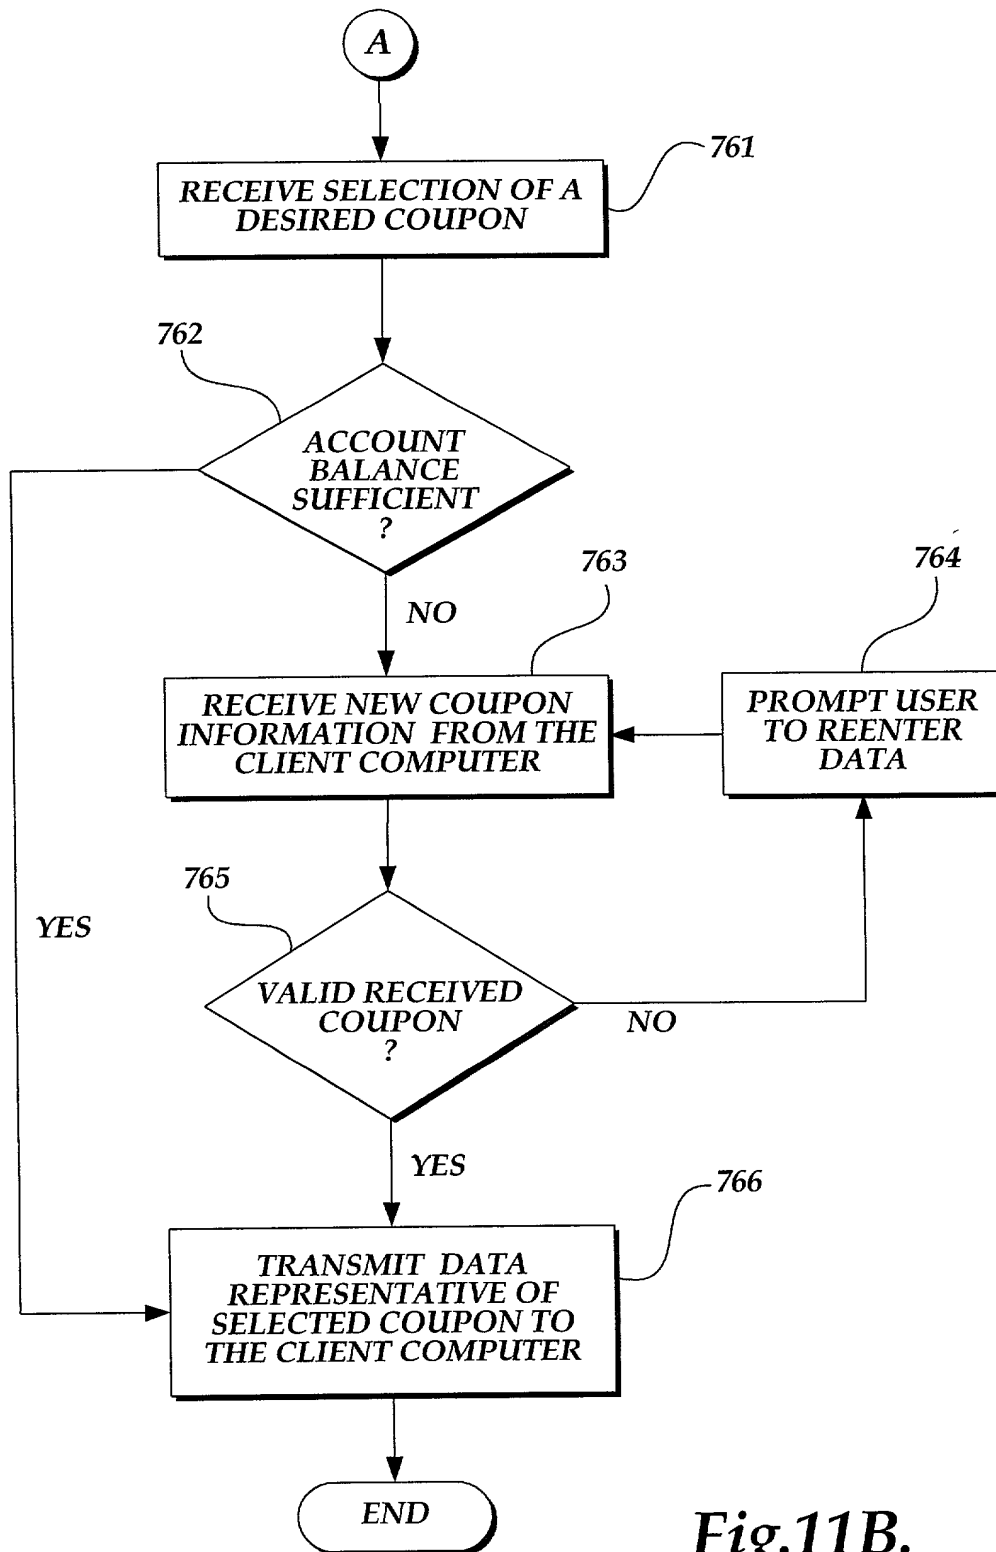 A
761
RECEIVE SELECTION OF A
DESIRED COUPON
762
ACCOUNT
BALANCE
SUFFICIENT
?
763
764
NO
RECEIVE NEW COUPON
INFORMATION FROM THE
CLIENT COMPUTER
PROMPT USER
TO REENTER
DATA
765
YES
VALID RECEIVED
COUPON
?
NO
YES
766
TRANSMIT DATA
REPRESENTATIVE OF
SELECTED COUPON TO
THE CLIENT COMPUTER
END
Fig.11B.